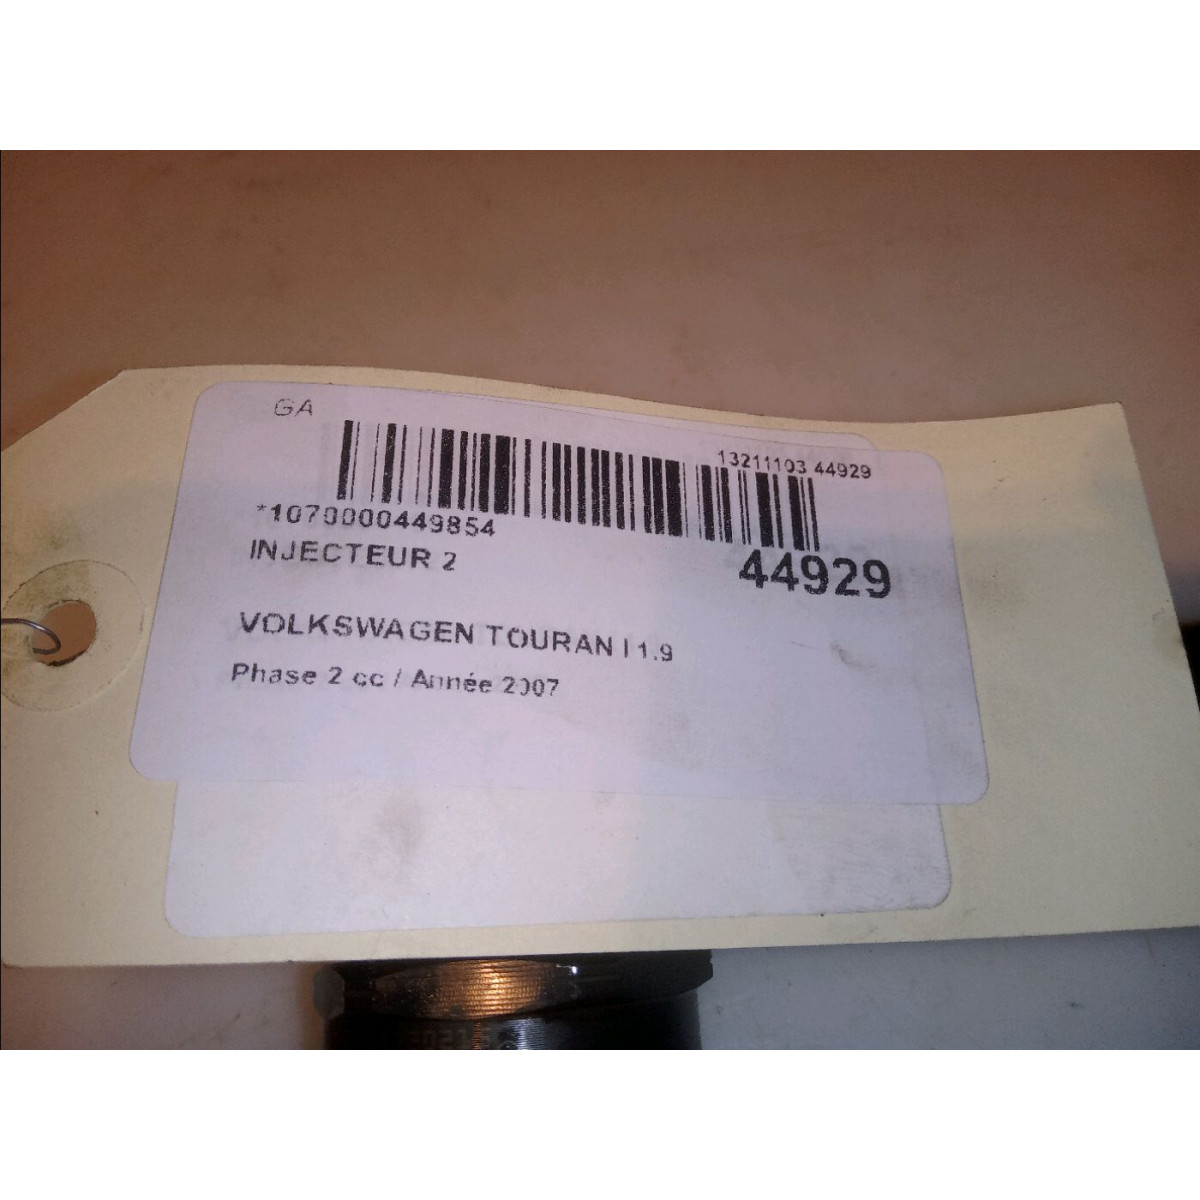 GA
13211103 44929
*1070000449854
INJECTEUR 2
44929
VOLKSWAGEN TOURAN I 1.9
Phase 2 cc / Année 2007